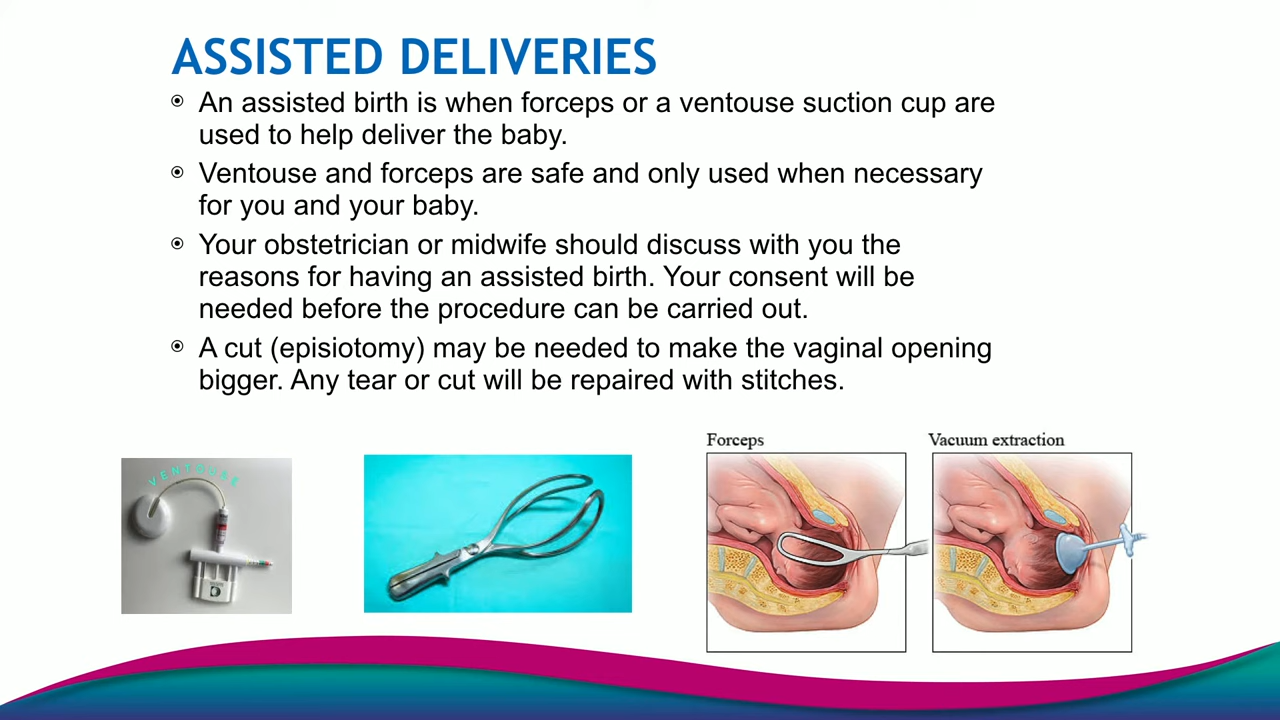 ASSISTED DELIVERIES
An assisted birth is when forceps or a ventouse suction cup are
used to help deliver the baby.
Ventouse and forceps are safe and only used when necessary
for you and your baby.
Your obstetrician or midwife should discuss with you the
reasons for having an assisted birth. Your consent will be
needed before the procedure can be carried out.
A cut (episiotomy) may be needed to make the vaginal opening
bigger. Any tear or cut will be repaired with stitches.
VENTOUSE
Forceps
Vacuum extraction